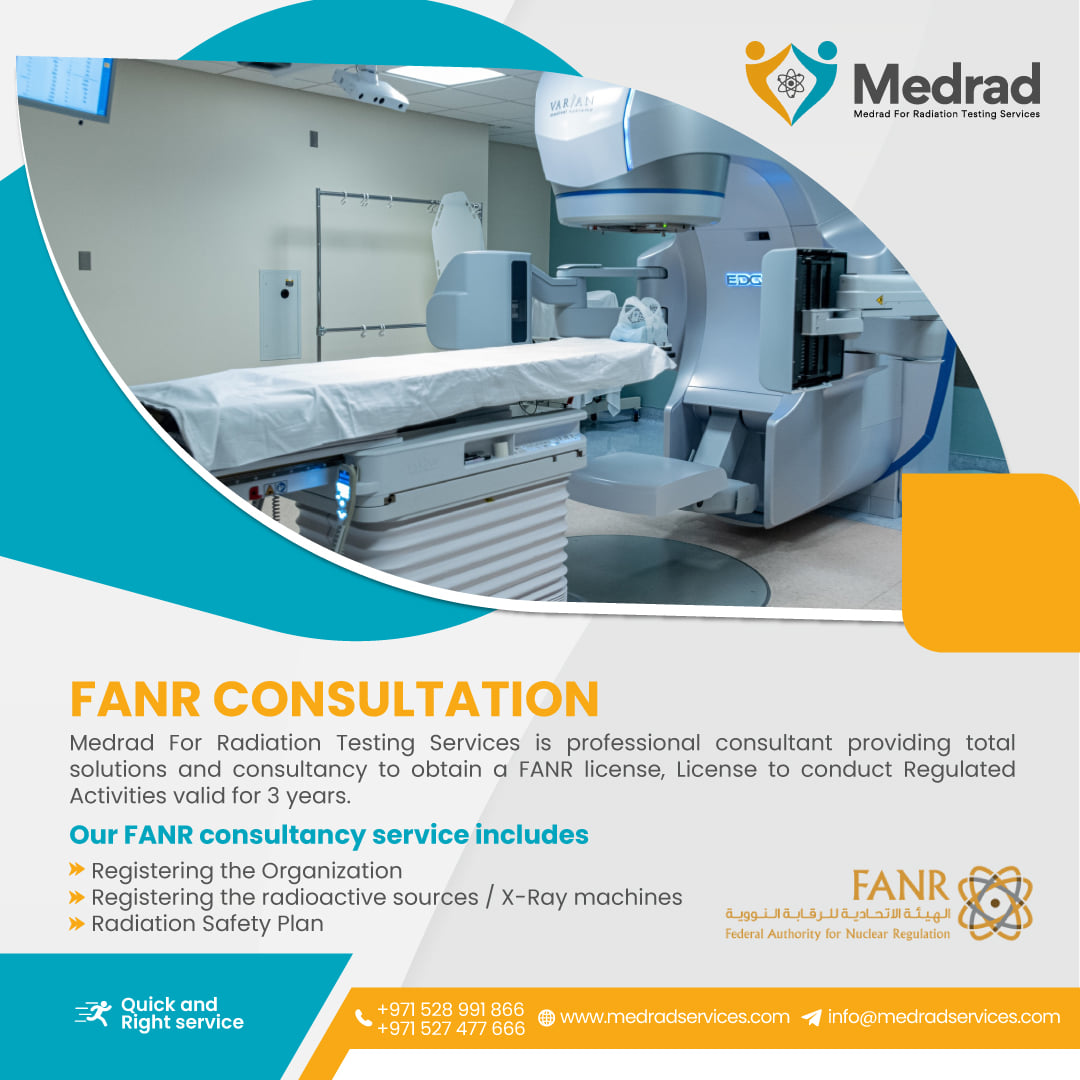 VARIAN
medical systems
Medrad
Medrad For Radiation Testing Services
FANR CONSULTATION
Medrad For Radiation Testing Services is professional consultant providing total
solutions and consultancy to obtain a FANR license, License to conduct Regulated
Activities valid for 3 years.
Our FANR consultancy service includes
Registering the Organization
Registering the radioactive sources / X-Ray machines
Radiation Safety Plan
FANR
الهيئة الاتحادية للرقابة النووية
Federal Authority for Nuclear Regulation
Quick and
Right service
+971 528 991 866
+971 527 477 666
www.medradservices.com
info@medradservices.com